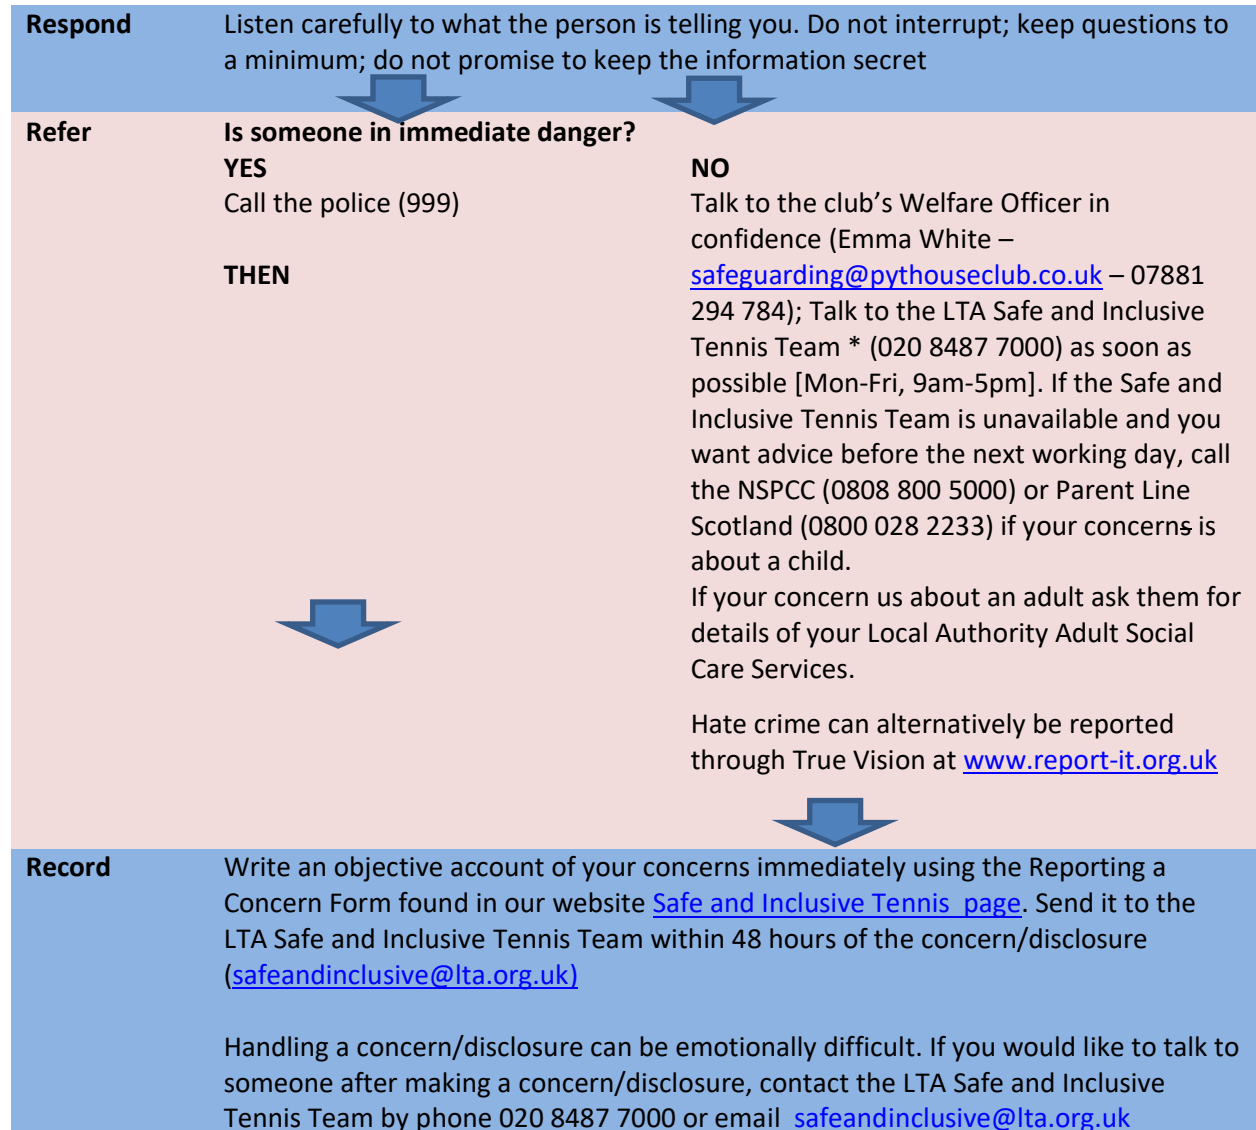 Respond
Listen carefully to what the person is telling you. Do not interrupt; keep questions to
a minimum; do not promise to keep the information secret
Refer
Is someone in immediate danger?
YES
Call the police (999)
THEN
NO
Talk to the club’s Welfare Officer in
confidence (Emma White –
safeguarding@pythouseclub.co.uk – 07881
294 784); Talk to the LTA Safe and Inclusive
Tennis Team * (020 8487 7000) as soon as
possible [Mon-Fri, 9am-5pm]. If the Safe and
Inclusive Tennis Team is unavailable and you
want advice before the next working day, call
the NSPCC (0808 800 5000) or Parent Line
Scotland (0800 028 2233) if your concerns is
about a child.
If your concern us about an adult ask them for
details of your Local Authority Adult Social
Care Services.
Hate crime can alternatively be reported
through True Vision at www.report-it.org.uk
Record
Write an objective account of your concerns immediately using the Reporting a
Concern Form found in our website Safe and Inclusive Tennis  page. Send it to the
LTA Safe and Inclusive Tennis Team within 48 hours of the concern/disclosure
(safeandinclusive@lta.org.uk)
Handling a concern/disclosure can be emotionally difficult. If you would like to talk to
someone after making a concern/disclosure, contact the LTA Safe and Inclusive
Tennis Team by phone 020 8487 7000 or email  safeandinclusive@lta.org.uk